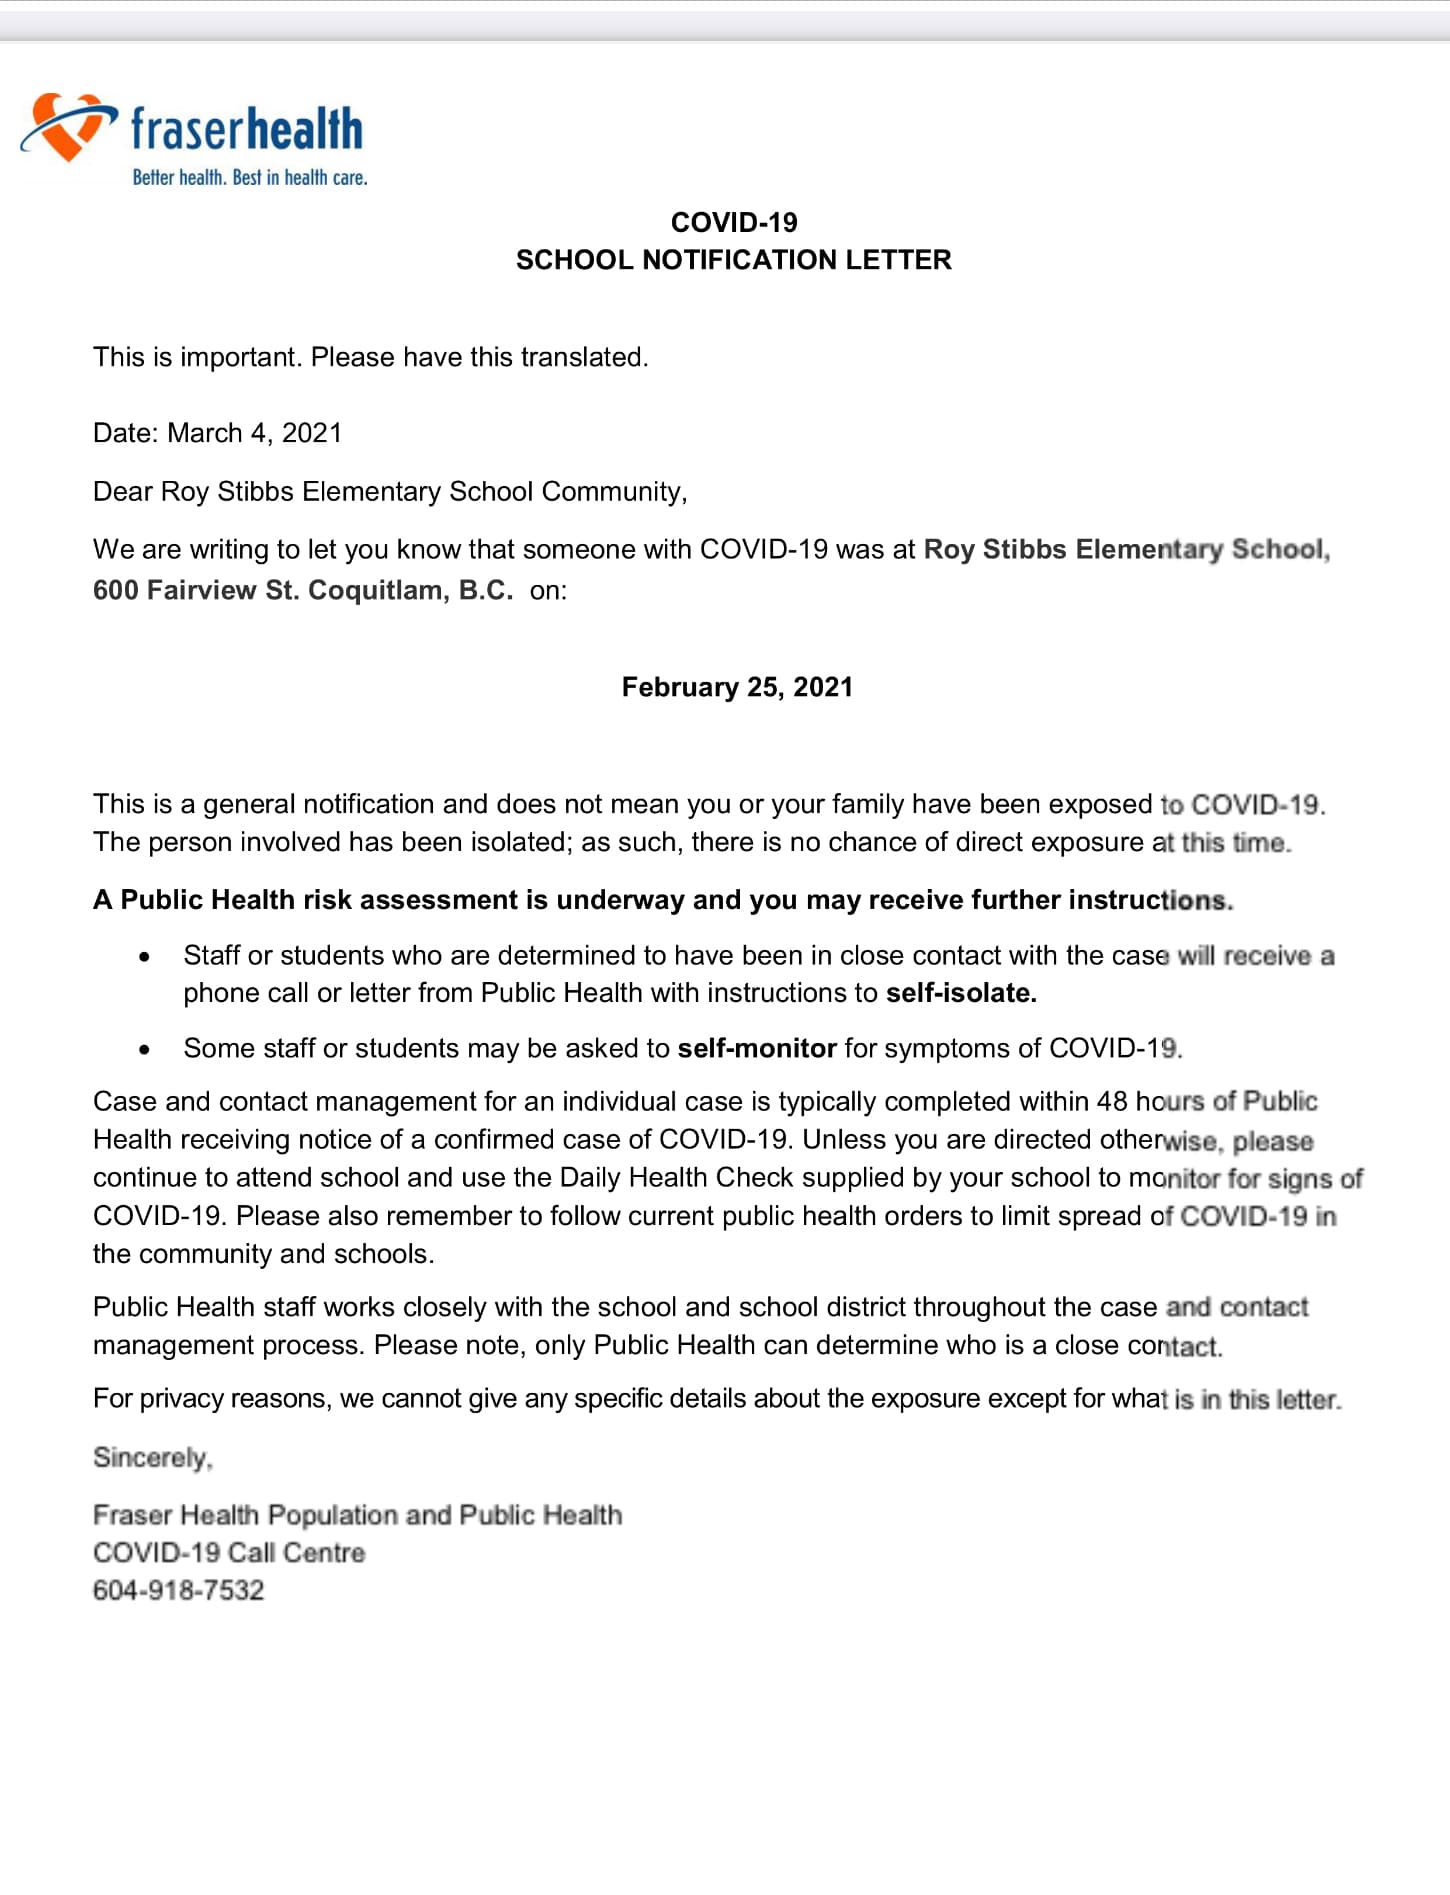 fraserhealth
Better health. Best in health care.
COVID-19
SCHOOL NOTIFICATION LETTER
This is important. Please have this translated.
Date: March 4, 2021
Dear Roy Stibbs Elementary School Community,
We are writing to let you know that someone with COVID-19 was at Roy Stibbs Elementary School,
600 Fairview St. Coquitlam, B.C. on:
February 25, 2021
This is a general notification and does not mean you or your family have been exposed to COVID-19.
The person involved has been isolated; as such, there is no chance of direct exposure at this time.
A Public Health risk assessment is underway and you may receive further instructions.
• Staff or students who are determined to have been in close contact with the case will receive a
phone call or letter from Public Health with instructions to self-isolate.
• Some staff or students may be asked to self-monitor for symptoms of COVID-19.
Case and contact management for an individual case is typically completed within 48 hours of Public
Health receiving notice of a confirmed case of COVID-19. Unless you are directed otherwise, please
continue to attend school and use the Daily Health Check supplied by your school to monitor for signs of
COVID-19. Please also remember to follow current public health orders to limit spread of COVID-19 in
the community and schools.
Public Health staff works closely with the school and school district throughout the case and contact
management process. Please note, only Public Health can determine who is a close contact.
For privacy reasons, we cannot give any specific details about the exposure except for what is in this letter.
Sincerely,
Fraser Health Population and Public Health
COVID-19 Call Centre
604-918-7532